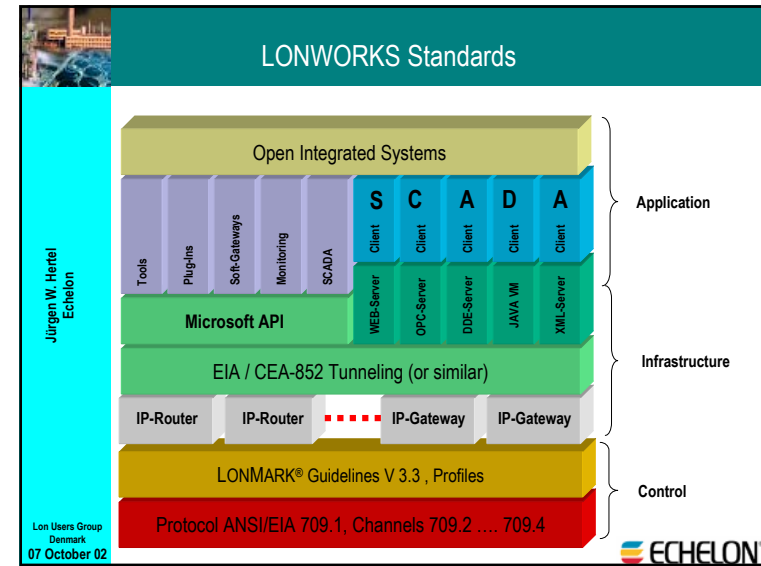 LONWORKS Standards
Open Integrated Systems
Tools
Plug-Ins
Soft-Gateways
Monitoring
SCADA
S C A D A
Client
Client
Client
Client
Client
WEB-Server
OPC-Server
DDE-Server
JAVA VM
XML-Server
Microsoft API
EIA / CEA-852 Tunneling (or similar)
IP-Router
IP-Router
IP-Gateway
IP-Gateway
LONMARK® Guidelines V 3.3 , Profiles
Protocol ANSI/EIA 709.1, Channels 709.2 …. 709.4
Application
Infrastructure
Control
Jürgen W. Hertel
Echelon
Lon Users Group
Denmark
07 October 02
ECHELON